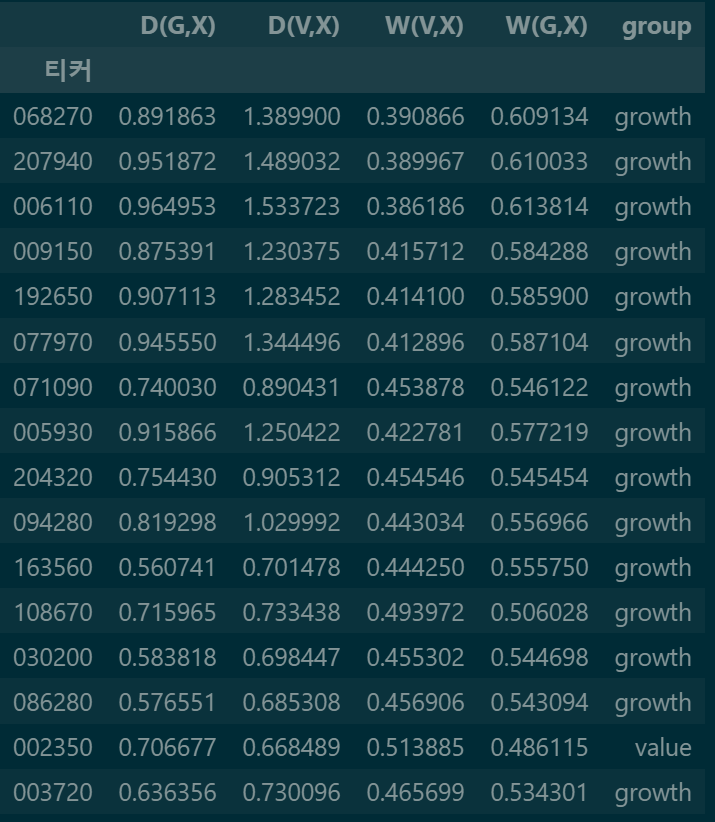 D(G,X) D(V,X) W(V,X) W(G,X) group
티커
068270 0.891863 1.389900 0.390866 0.609134 growth
207940 0.951872 1.489032 0.389967 0.610033 growth
006110 0.964953 1.533723 0.386186 0.613814 growth
009150 0.875391 1.230375 0.415712 0.584288 growth
192650 0.907113 1.283452 0.414100 0.585900 growth
077970 0.945550 1.344496 0.412896 0.587104 growth
071090 0.740030 0.890431 0.453878 0.546122 growth
005930 0.915866 1.250422 0.422781 0.577219 growth
204320 0.754430 0.905312 0.454546 0.545454 growth
094280 0.819298 1.029992 0.443034 0.556966 growth
163560 0.560741 0.701478 0.444250 0.555750 growth
108670 0.715965 0.733438 0.493972 0.506028 growth
030200 0.583818 0.698447 0.455302 0.544698 growth
086280 0.576551 0.685308 0.456906 0.543094 growth
002350 0.706677 0.668489 0.513885 0.486115 value
003720 0.636356 0.730096 0.465699 0.534301 growth